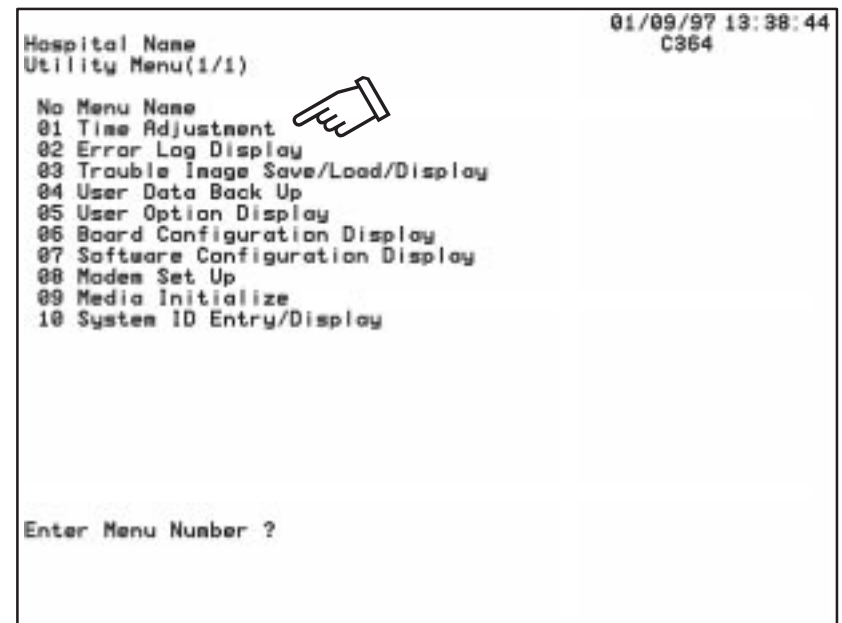 01/09/97 13:38:44
Hospital Name C364
Utility Menu(1/1)
No Menu Name
01 Time Adjustment
02 Error Log Display
03 Trouble Image Save/Load/Display
04 User Data Back Up
05 User Option Display
06 Board Configuration Display
07 Software Configuration Display
08 Modem Set Up
09 Media Initialize
10 System ID Entry/Display
Enter Menu Number ?